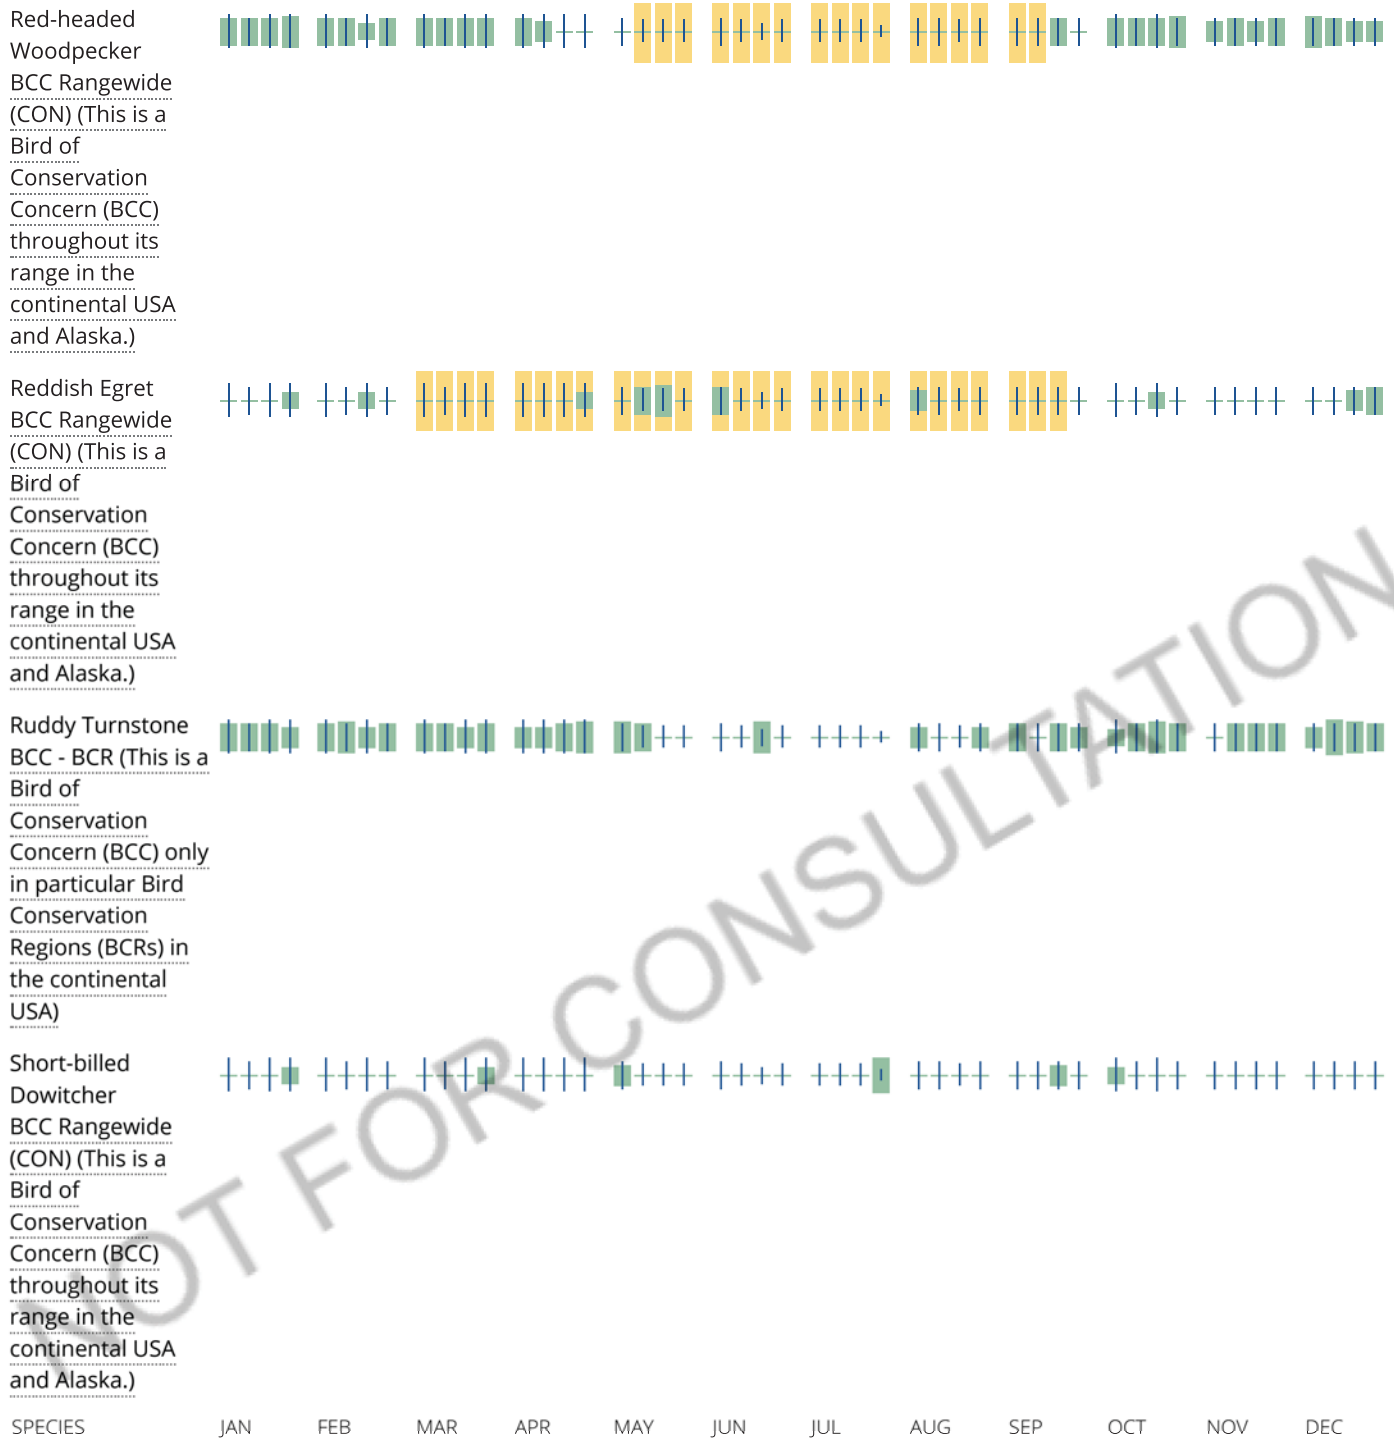 Red-headed
Woodpecker
BCC Rangewide
(CON) (This is a
Bird of
Conservation
Concern (BCC)
throughout its
range in the
continental USA
and Alaska.)
Reddish Egret
BCC Rangewide
(CON) (This is a
Bird of
Conservation
Concern (BCC)
throughout its
range in the
continental USA
and Alaska.)
Ruddy Turnstone
BCC - BCR (This is a
Bird of
Conservation
Concern (BCC) only
in particular Bird
Conservation
Regions (BCRs) in
the continental
USA)
Short-billed
Dowitcher
BCC Rangewide
(CON) (This is a
Bird of
Conservation
Concern (BCC)
throughout its
range in the
continental USA
and Alaska.)
SPECIES JAN FEB MAR APR MAY JUN JUL AUG SEP OCT NOV DEC
NOT FOR CONSULTATION